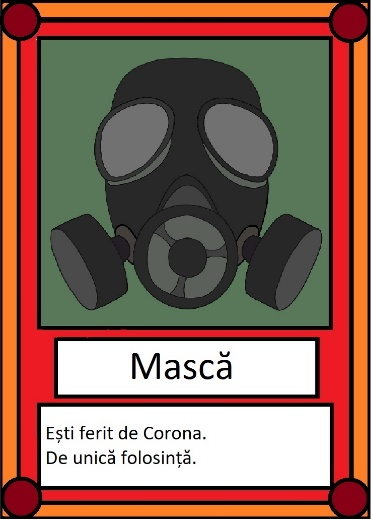 Mască
Ești ferit de Corona.
De unică folosință.